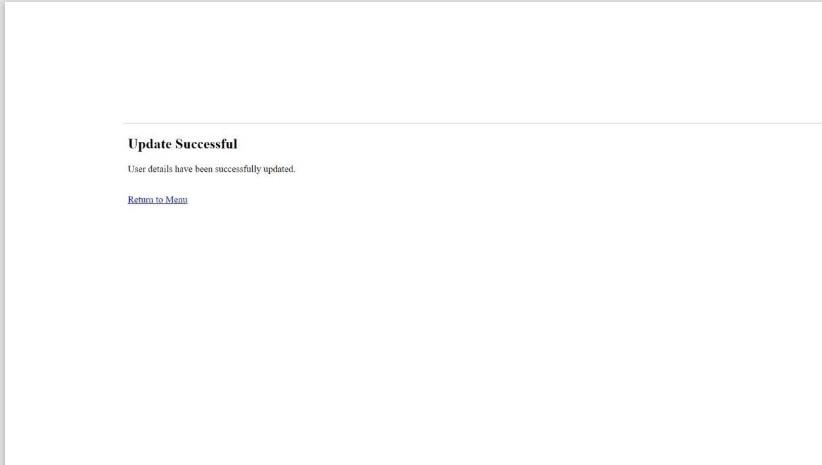 Update Successful
User details have been successfully updated.
Return to Menu